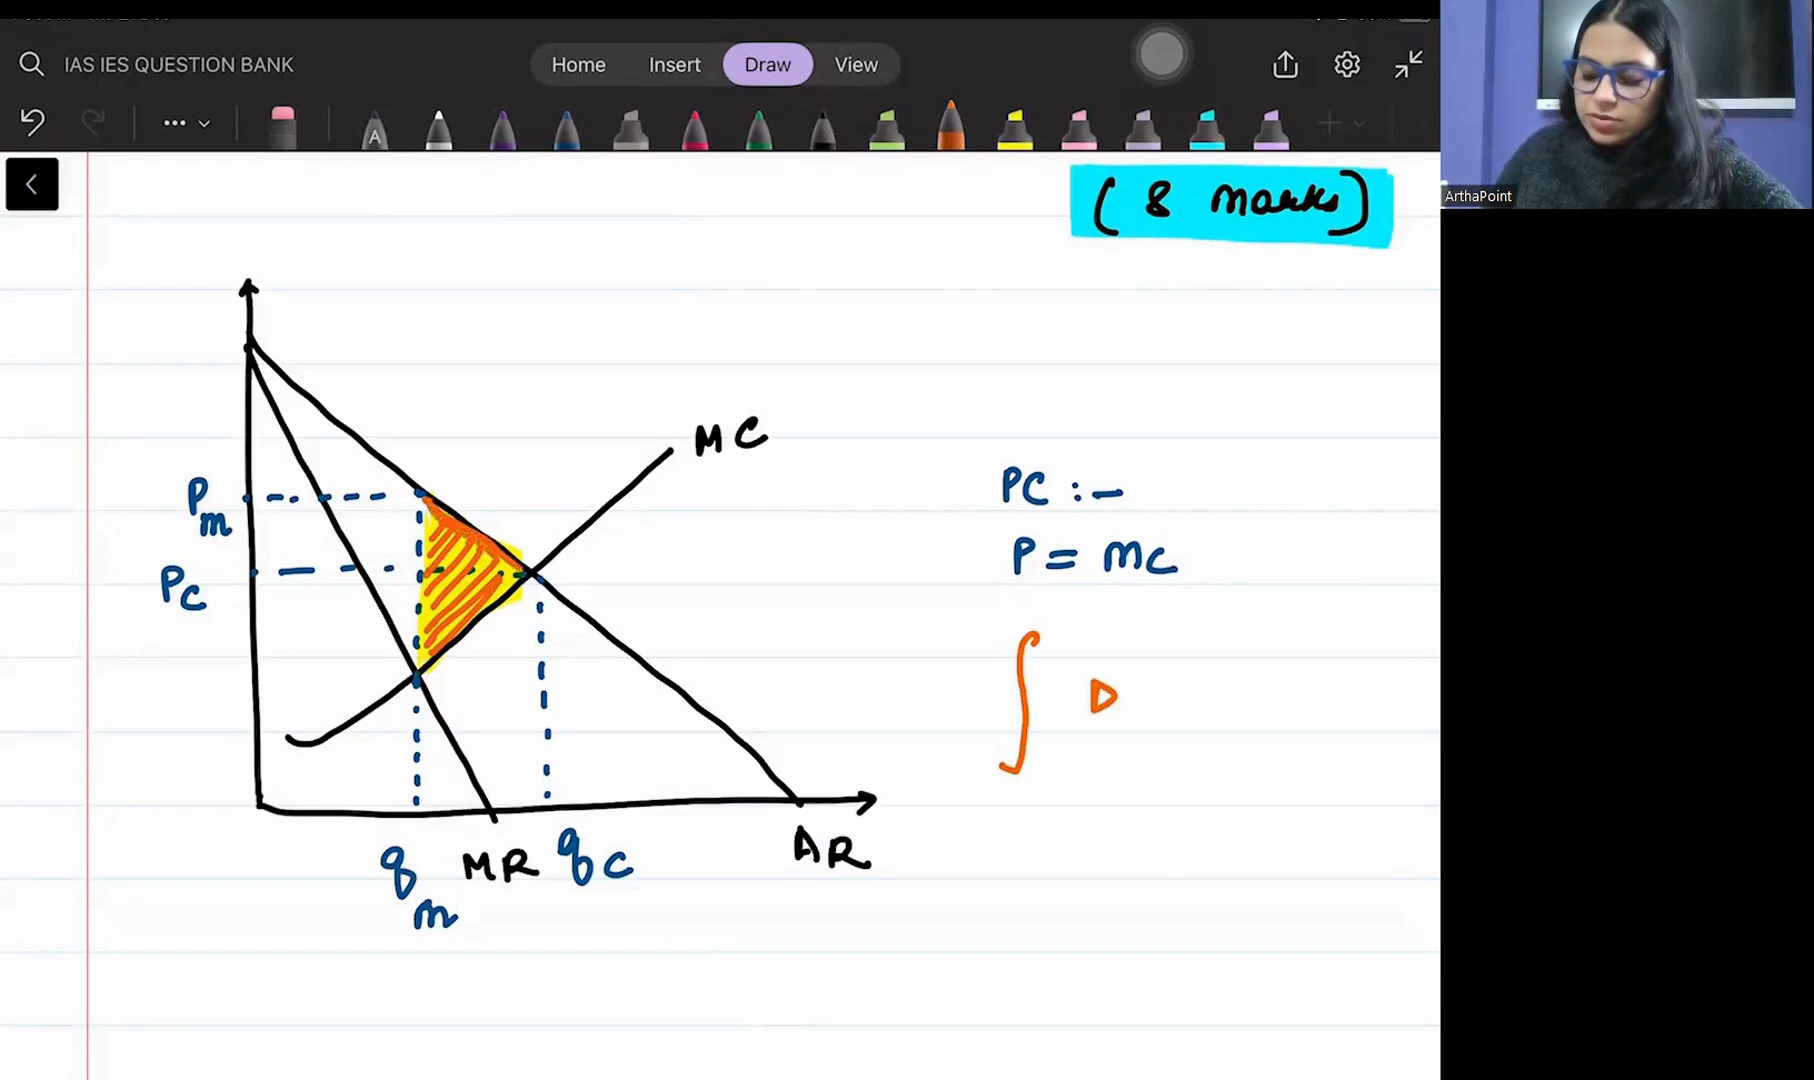 IAS IES QUESTION BANK
Home Insert Draw View
A
ArthaPoint
(8 marks)
MC
Pm
PC :-
P = MC
Pc
∫ D
qm MR qc AR